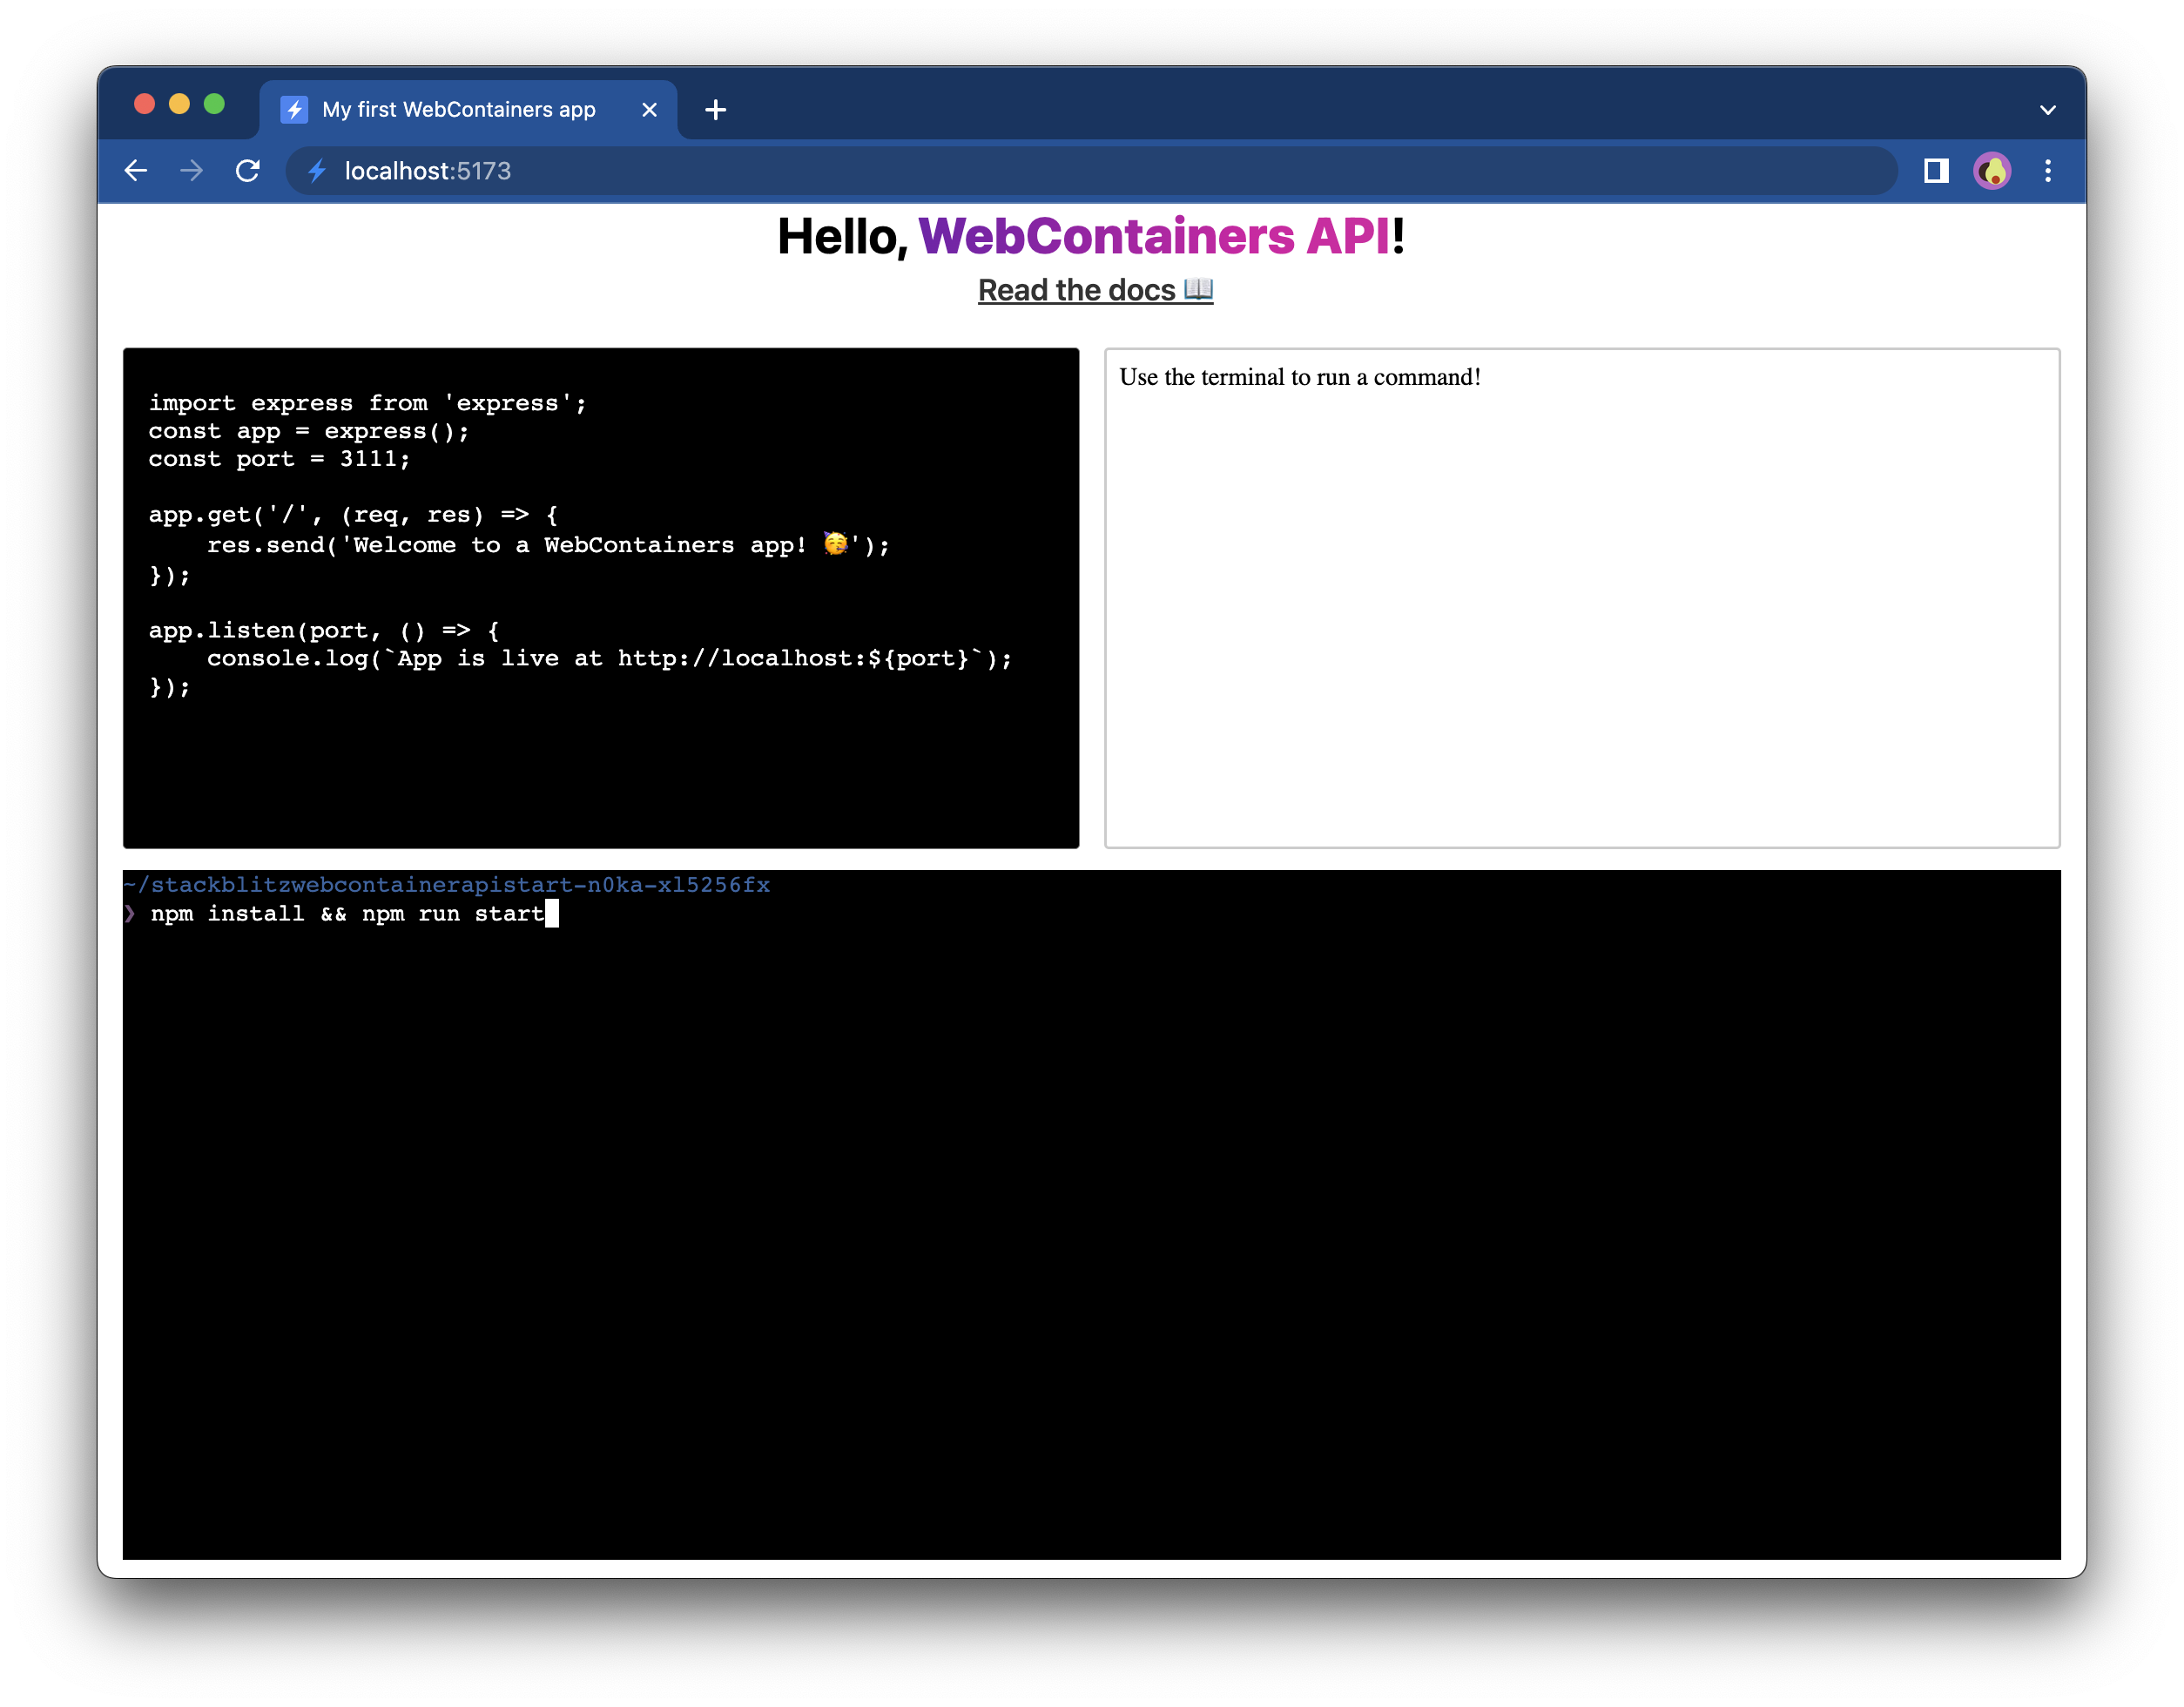 My first WebContainers app
localhost:5173
Hello, WebContainers API!
Read the docs 📖
import express from 'express';
const app = express();
const port = 3111;
app.get('/', (req, res) => {
    res.send('Welcome to a WebContainers app! 🥳');
});
app.listen(port, () => {
    console.log(`App is live at http://localhost:${port}`);
});
Use the terminal to run a command!
~/stackblitzwebcontainerapistart-n0ka-xl5256fx
❯ npm install && npm run start